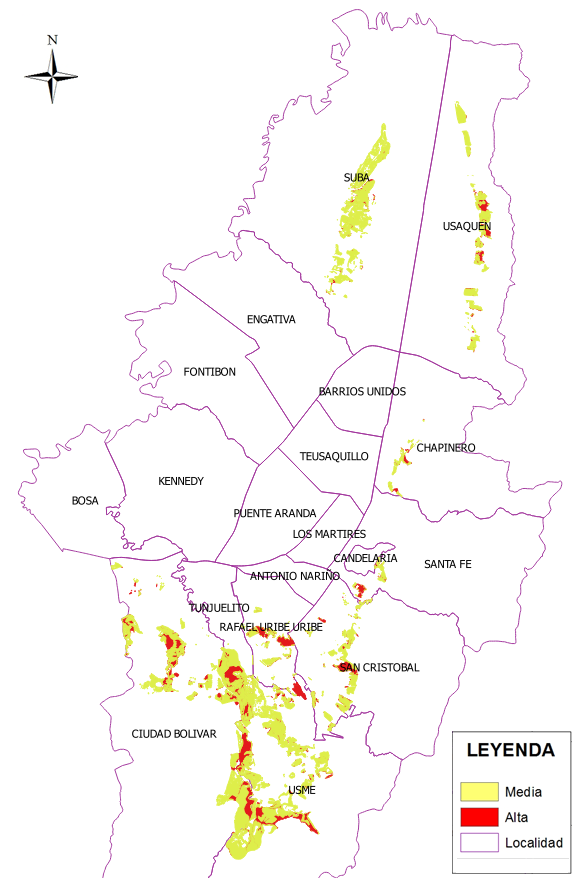 N
SUBA
USAQUEN
ENGATIVA
FONTIBON
BARRIOS UNIDOS
CHAPINERO
TEUSAQUILLO
KENNEDY
BOSA
PUENTE ARANDA
LOS MARTIRES
CANDELARIA
SANTA FE
ANTONIO NARIÑO
TUNJUELITO
RAFAEL URIBE URIBE
SAN CRISTOBAL
CIUDAD BOLIVAR
USME
LEYENDA
Media
Alta
Localidad